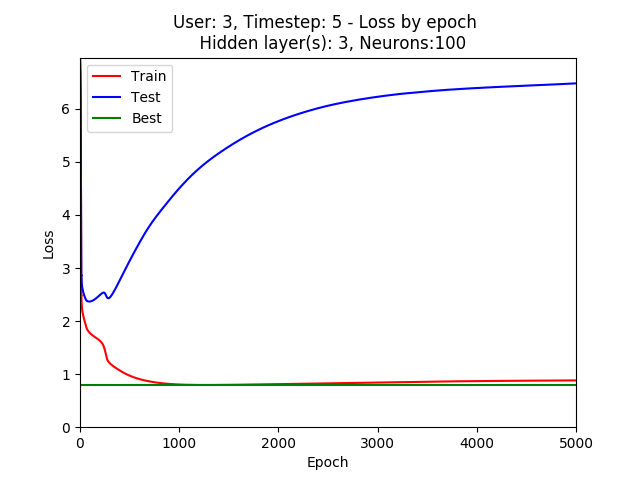 User: 3, Timestep: 5 - Loss by epoch
Hidden layer(s): 3, Neurons:100
Train
Test
Best
6
5
4
3
2
1
0
Loss
0 1000 2000 3000 4000 5000
Epoch